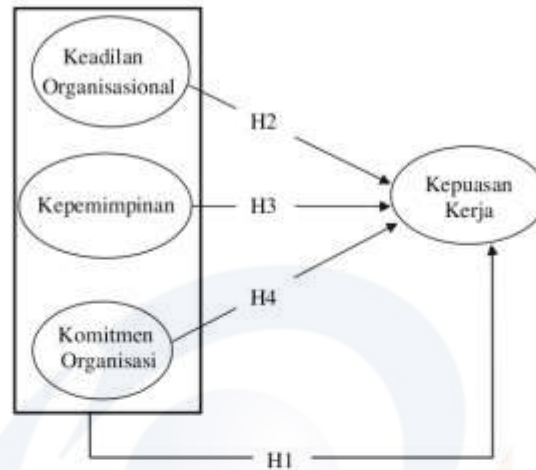 Keadilan
Organisasional
H2
Kepemimpinan
H3
Kepuasan
Kerja
H4
Komitmen
Organisasi
H1